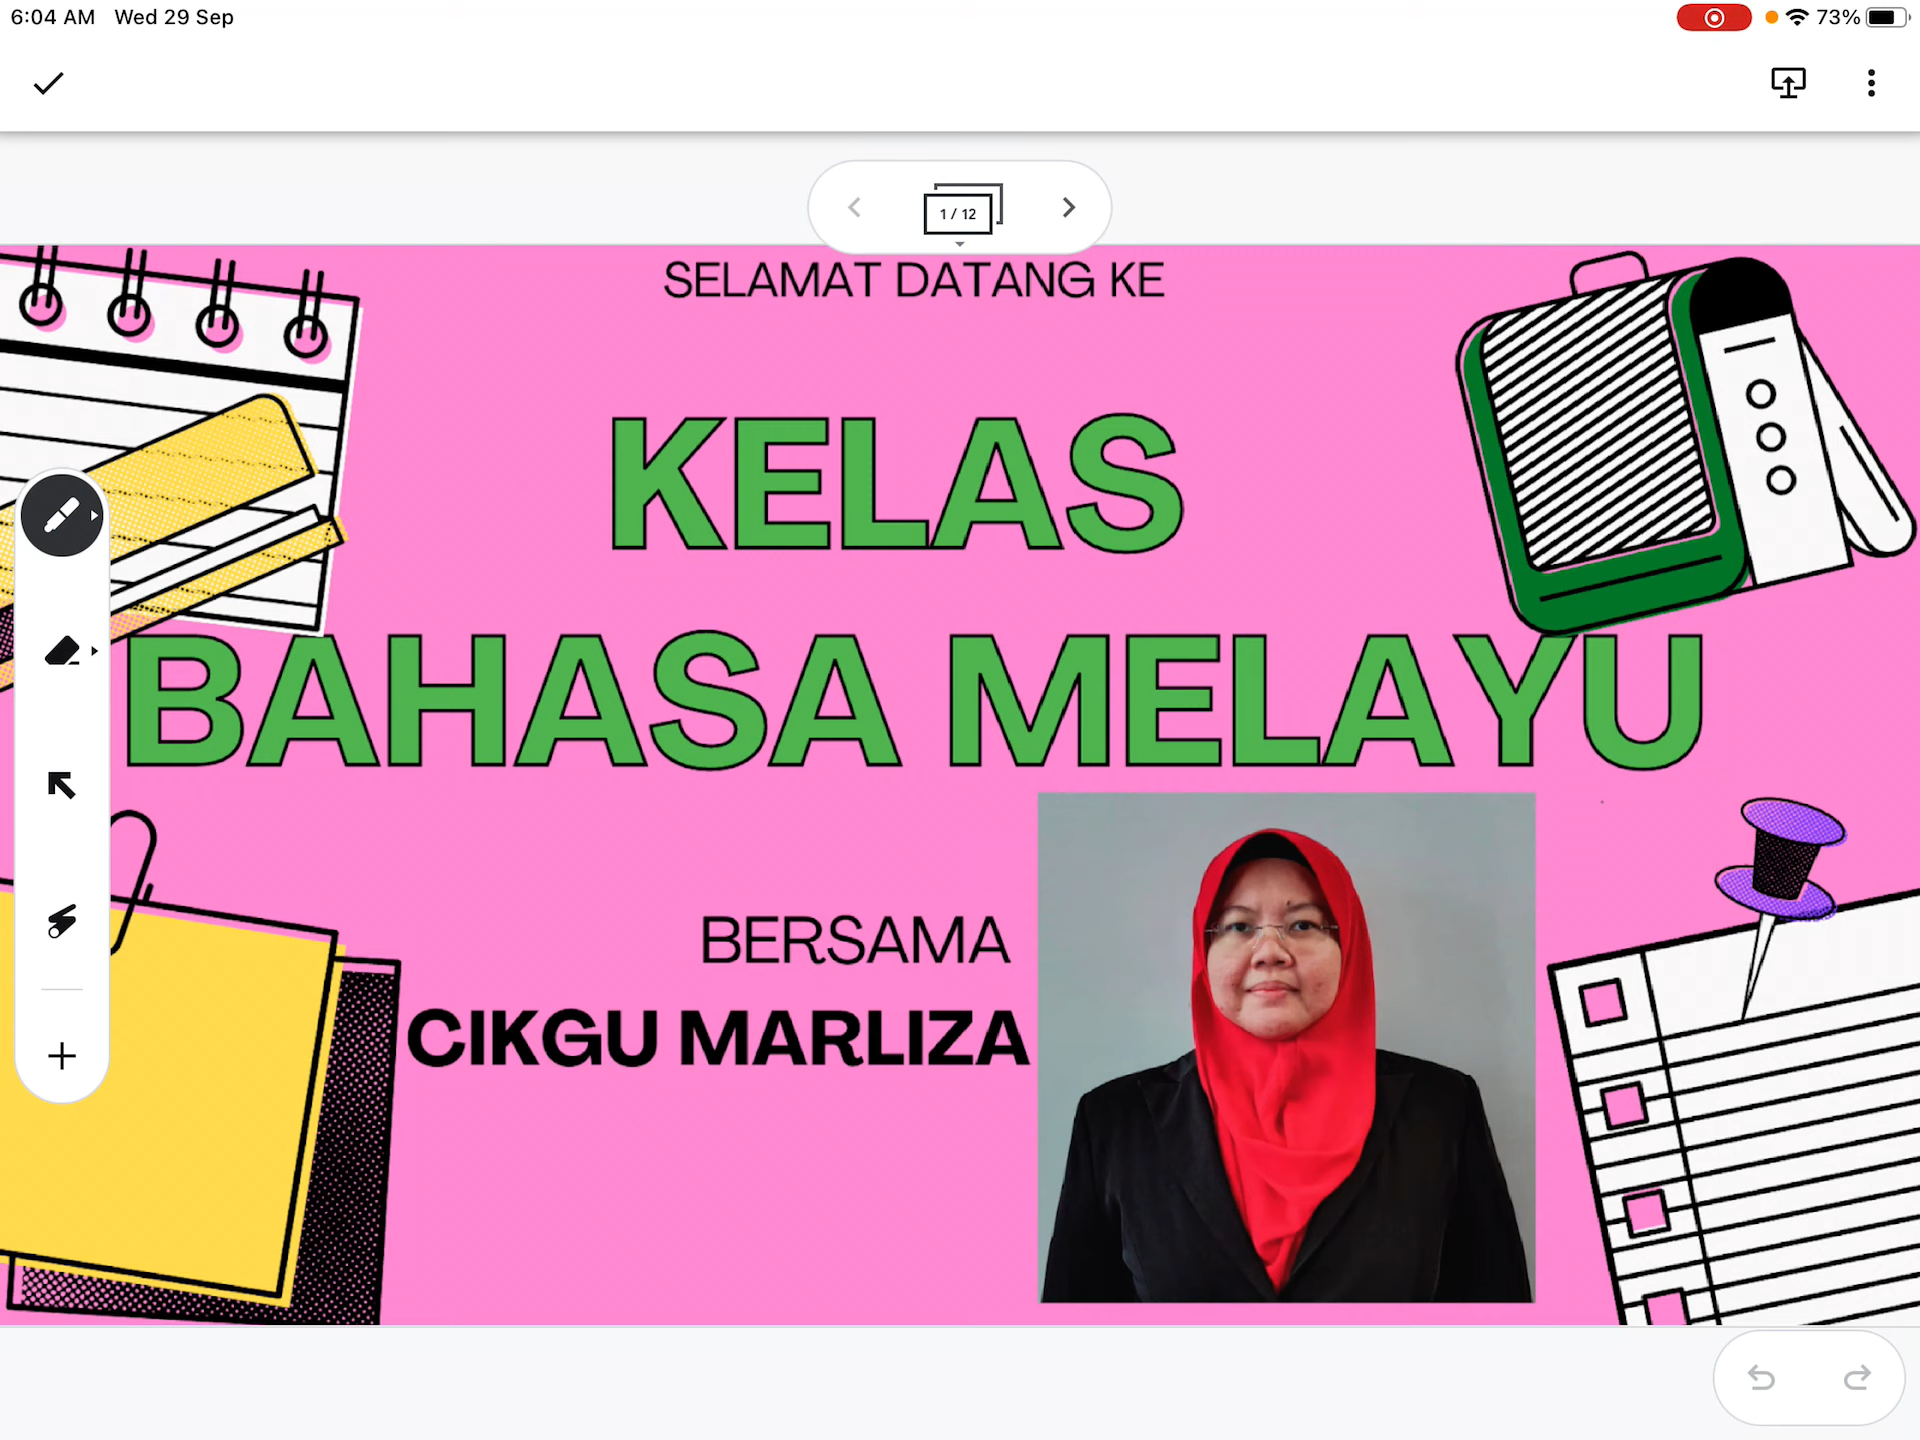 6:04 AM Wed 29 Sep
73%
1 / 12
SELAMAT DATANG KE
KELAS
BAHASA MELAYU
BERSAMA
CIKGU MARLIZA